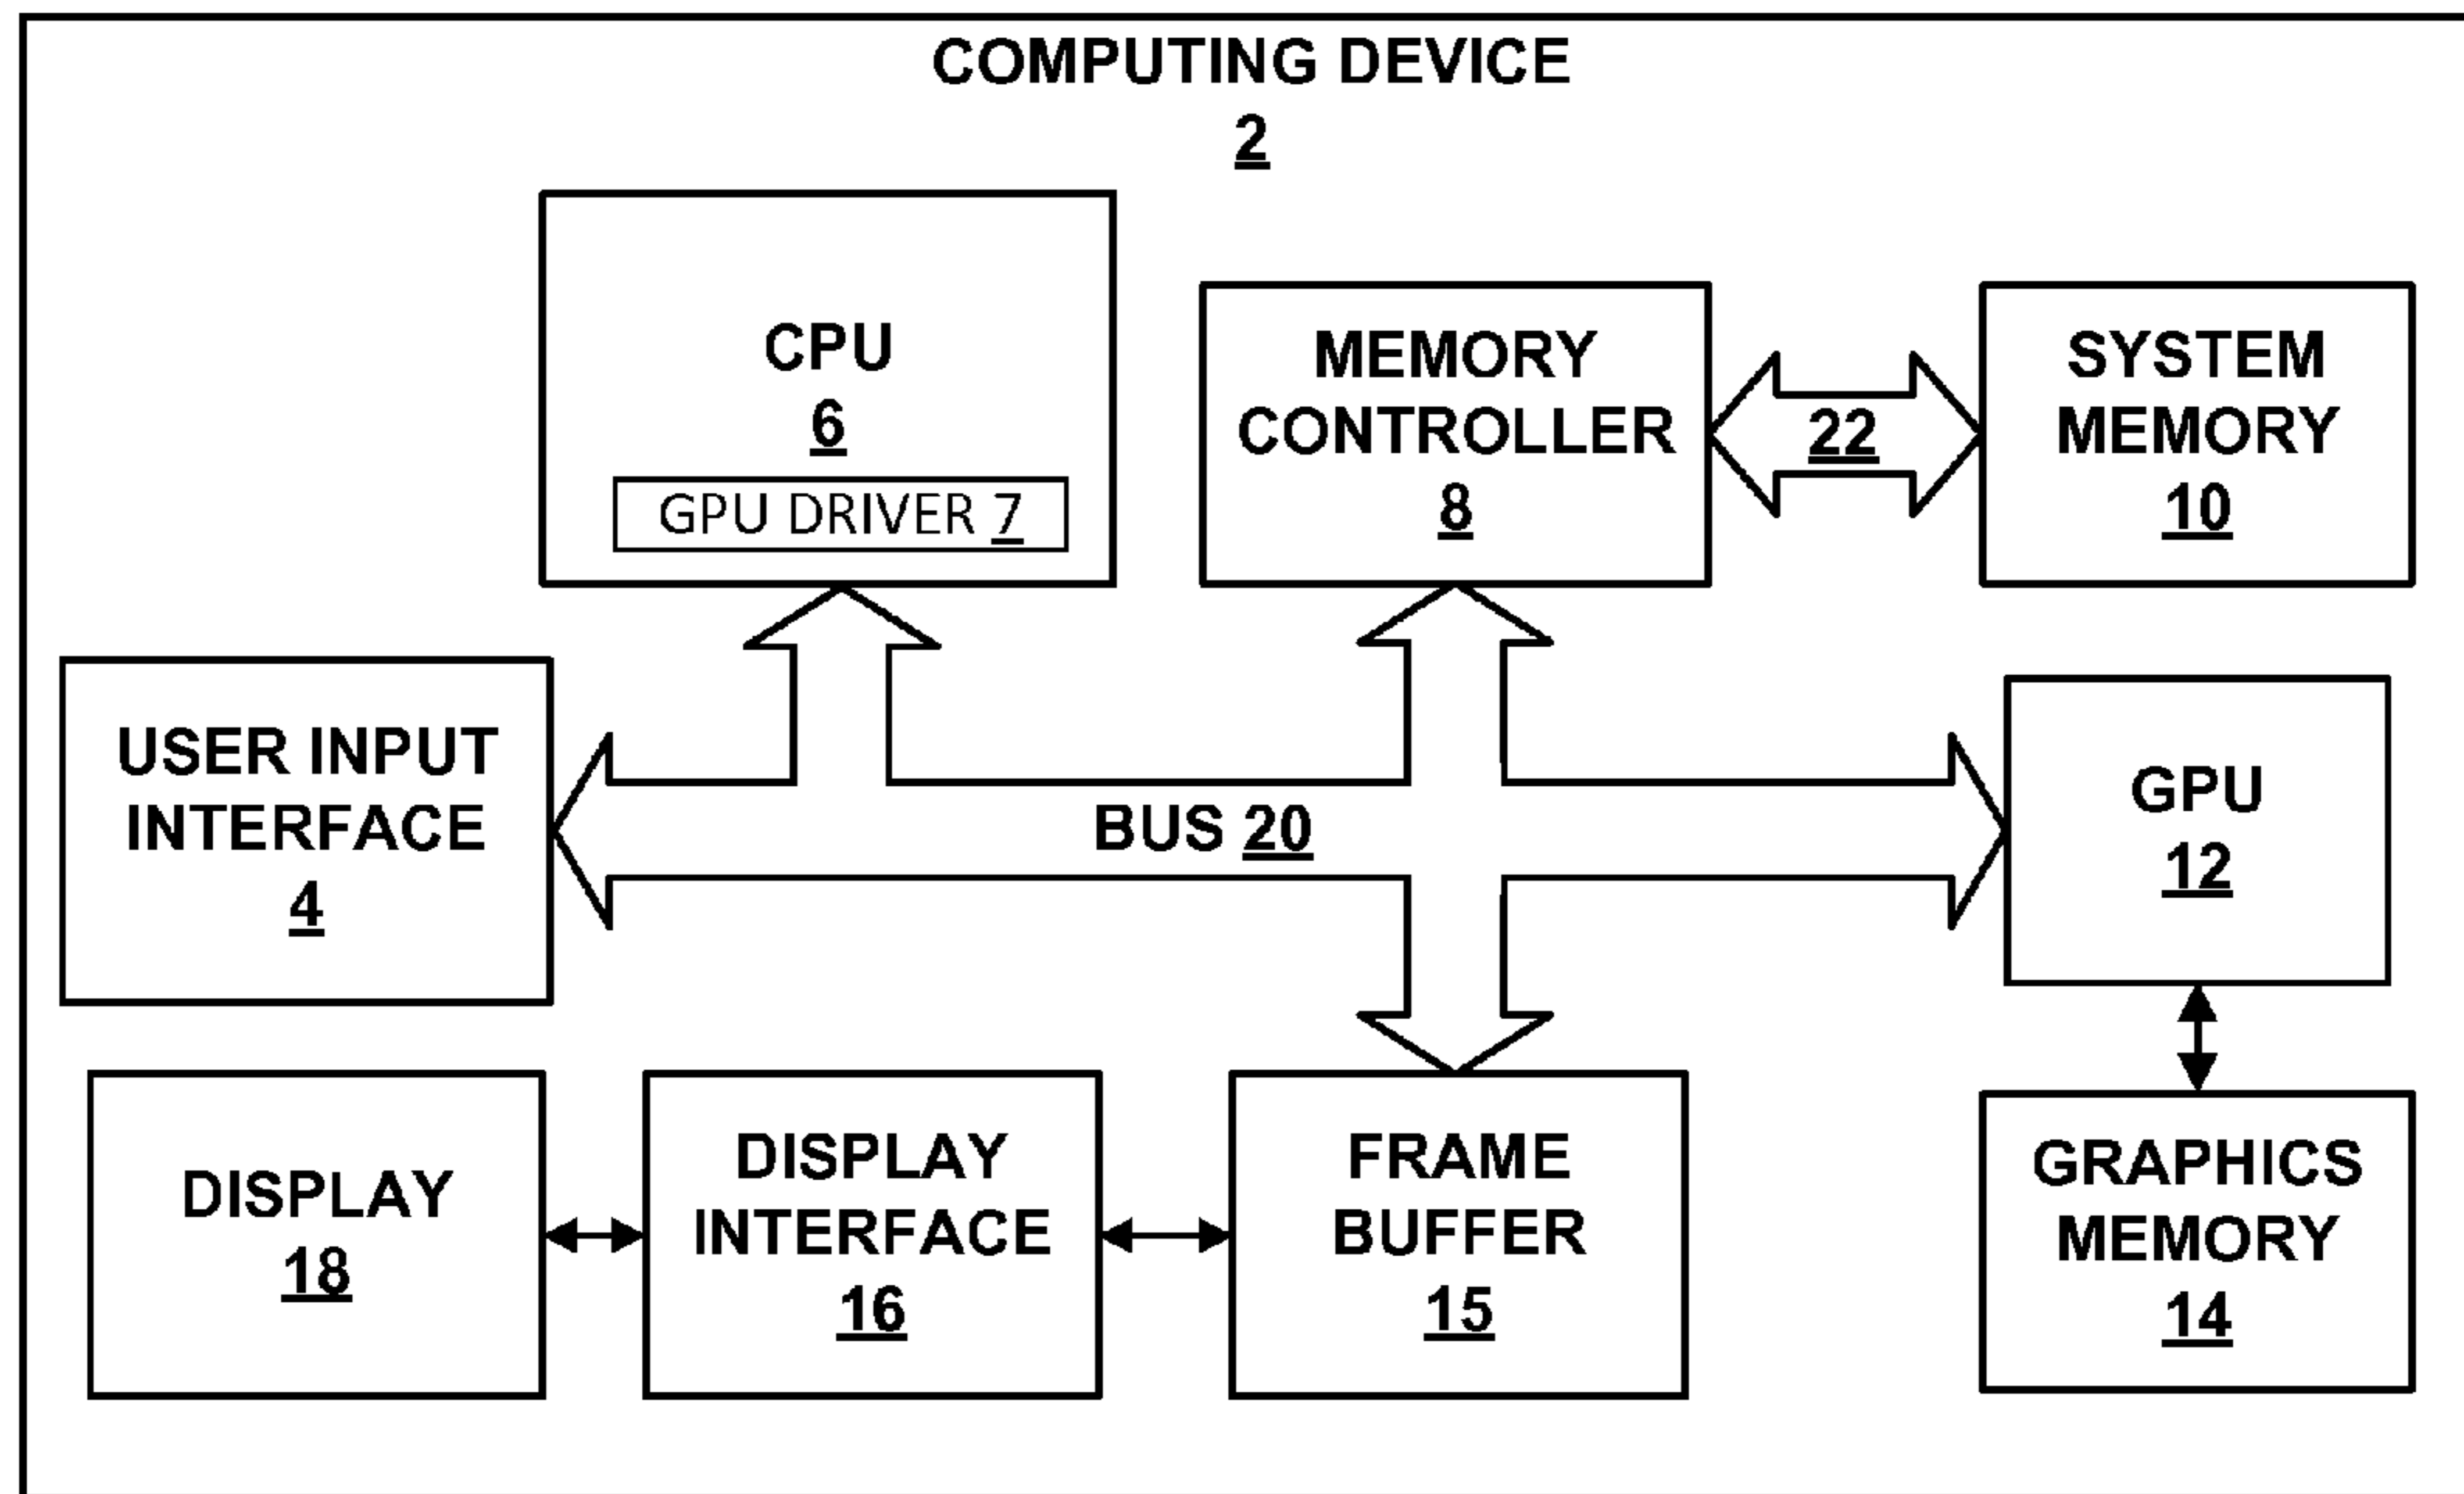 COMPUTING DEVICE
2
CPU
6
GPU DRIVER 7
MEMORY
CONTROLLER
8
22
SYSTEM
MEMORY
10
USER INPUT
INTERFACE
4
BUS 20
GPU
12
DISPLAY
18
DISPLAY
INTERFACE
16
FRAME
BUFFER
15
GRAPHICS
MEMORY
14